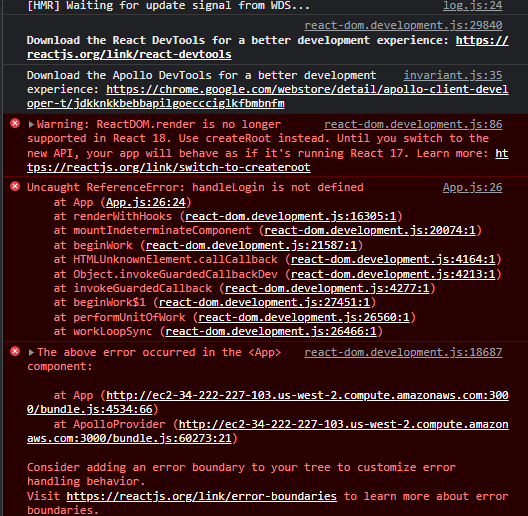 [HMR] Waiting for update signal from WDS... log.js:24
react-dom.development.js:29840
Download the React DevTools for a better development experience: https://
reactjs.org/link/react-devtools
Download the Apollo DevTools for a better development invariant.js:35
experience: https://chrome.google.com/webstore/detail/apollo-client-devel
oper-t/jdkknkkbebbapilgoeccciglkfbmbnfm
Warning: ReactDOM.render is no longer react-dom.development.js:86
supported in React 18. Use createRoot instead. Until you switch to
the new API, your app will behave as if it's running React 17. Learn more: ht
tps://reactjs.org/link/switch-to-createroot
Uncaught ReferenceError: handleLogin is not defined App.js:26
at App (App.js:26:24)
at renderWithHooks (react-dom.development.js:16305:1)
at mountIndeterminateComponent (react-dom.development.js:20074:1)
at beginWork (react-dom.development.js:21587:1)
at HTMLUnknownElement.callCallback (react-dom.development.js:4164:1)
at Object.invokeGuardedCallbackDev (react-dom.development.js:4213:1)
at invokeGuardedCallback (react-dom.development.js:4277:1)
at beginWork$1 (react-dom.development.js:27451:1)
at performUnitOfWork (react-dom.development.js:26560:1)
at workLoopSync (react-dom.development.js:26466:1)
The above error occurred in the <App> react-dom.development.js:18687
component:
at App (http://ec2-34-222-227-103.us-west-2.compute.amazonaws.com:300
0/bundle.js:4534:66)
at ApolloProvider (http://ec2-34-222-227-103.us-west-2.compute.amazon
aws.com:3000/bundle.js:60273:21)
Consider adding an error boundary to your tree to customize error
handling behavior.
Visit https://reactjs.org/link/error-boundaries to learn more about error
boundaries.